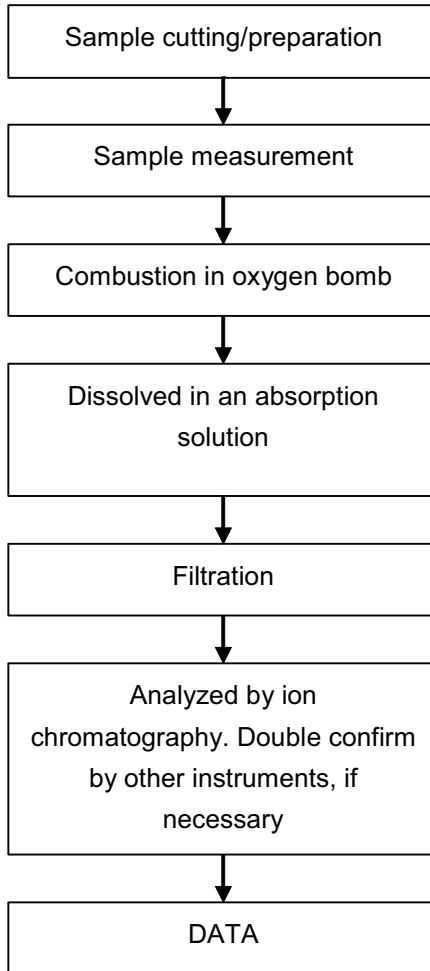 Sample cutting/preparation
Sample measurement
Combustion in oxygen bomb
Dissolved in an absorption
solution
Filtration
Analyzed by ion
chromatography. Double confirm
by other instruments, if
necessary
DATA